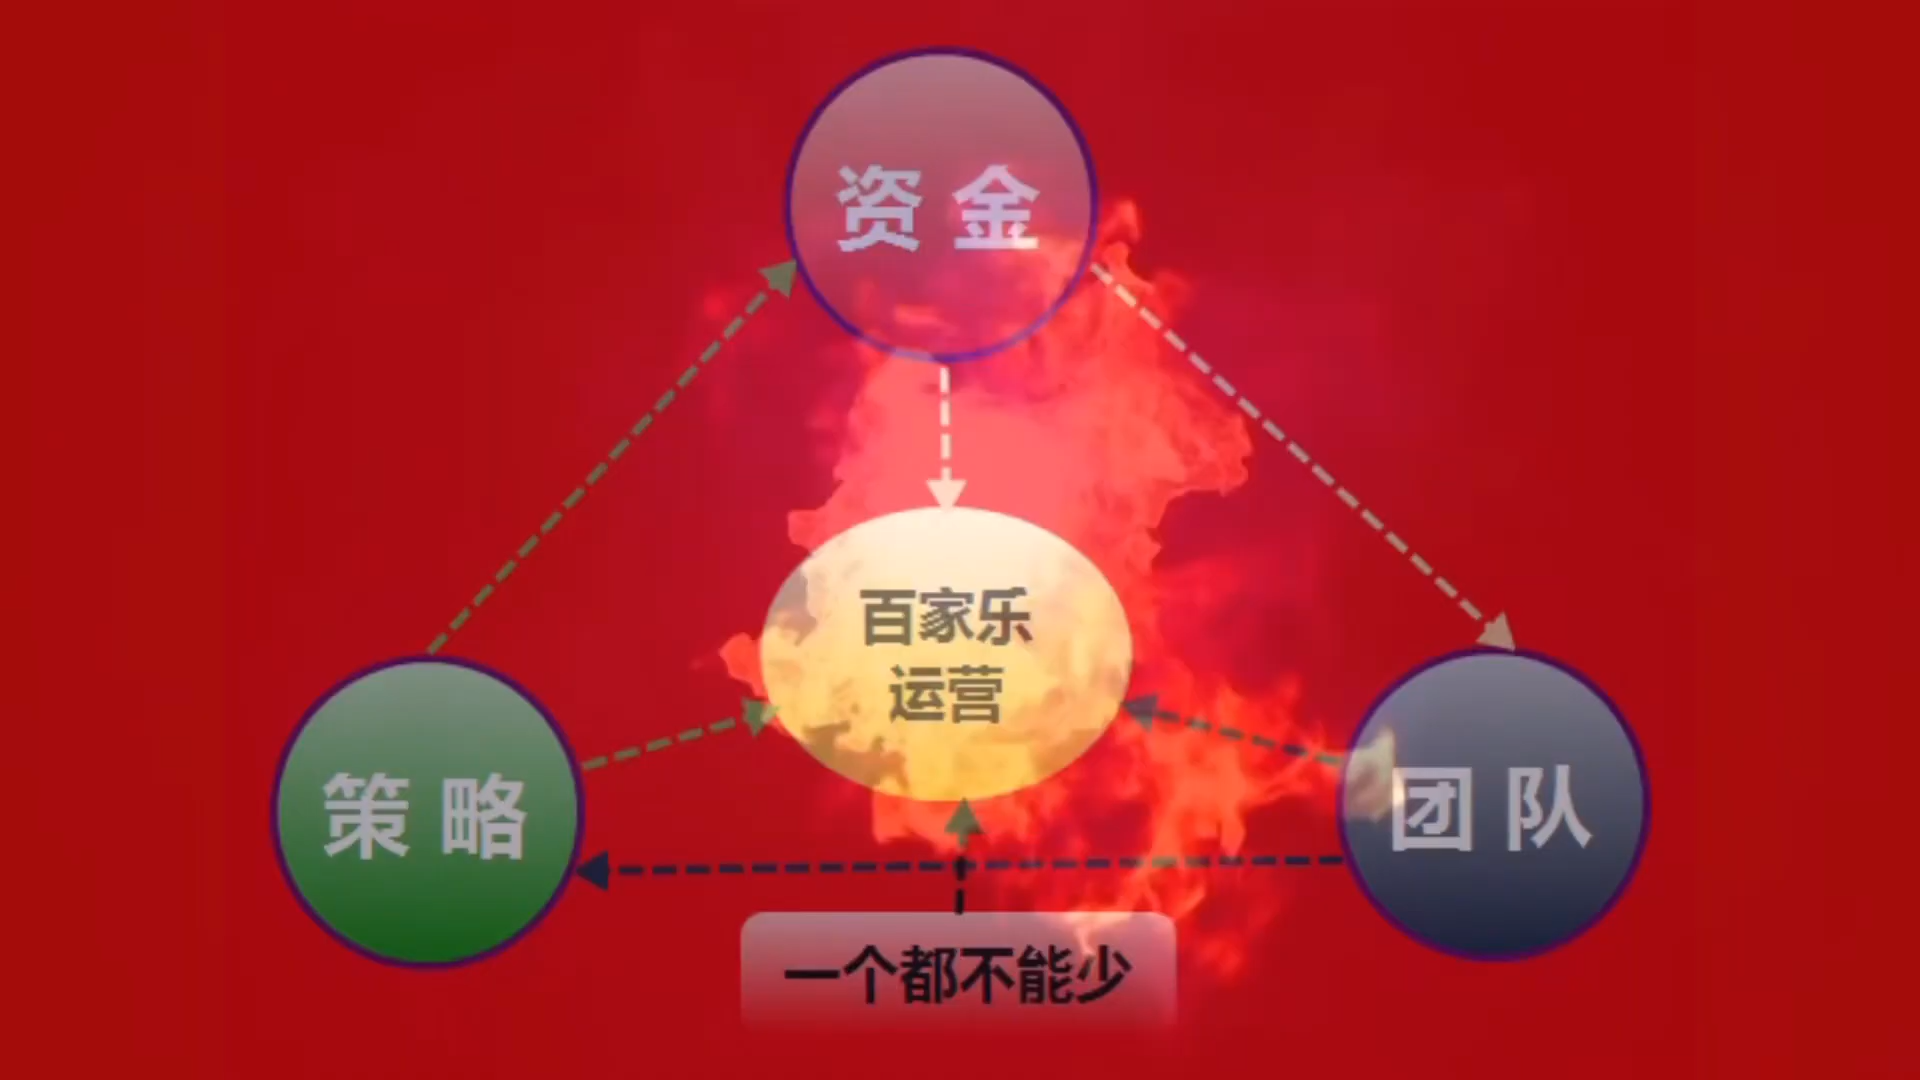 资金
百家乐
运营
策略
团队
一个都不能少